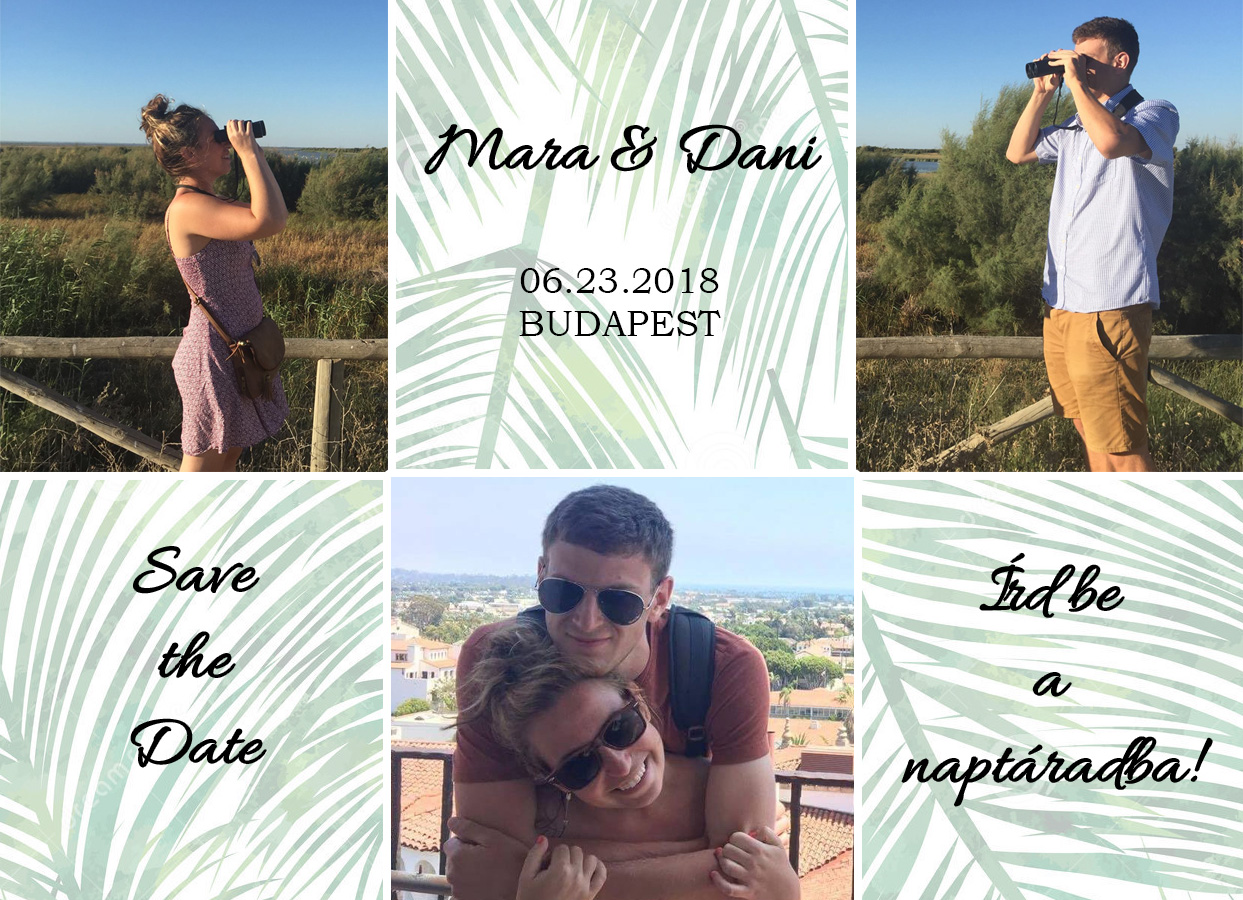 Mara & Dani
06.23.2018
BUDAPEST
Save
the
Date
Írd be
a
naptáradba!